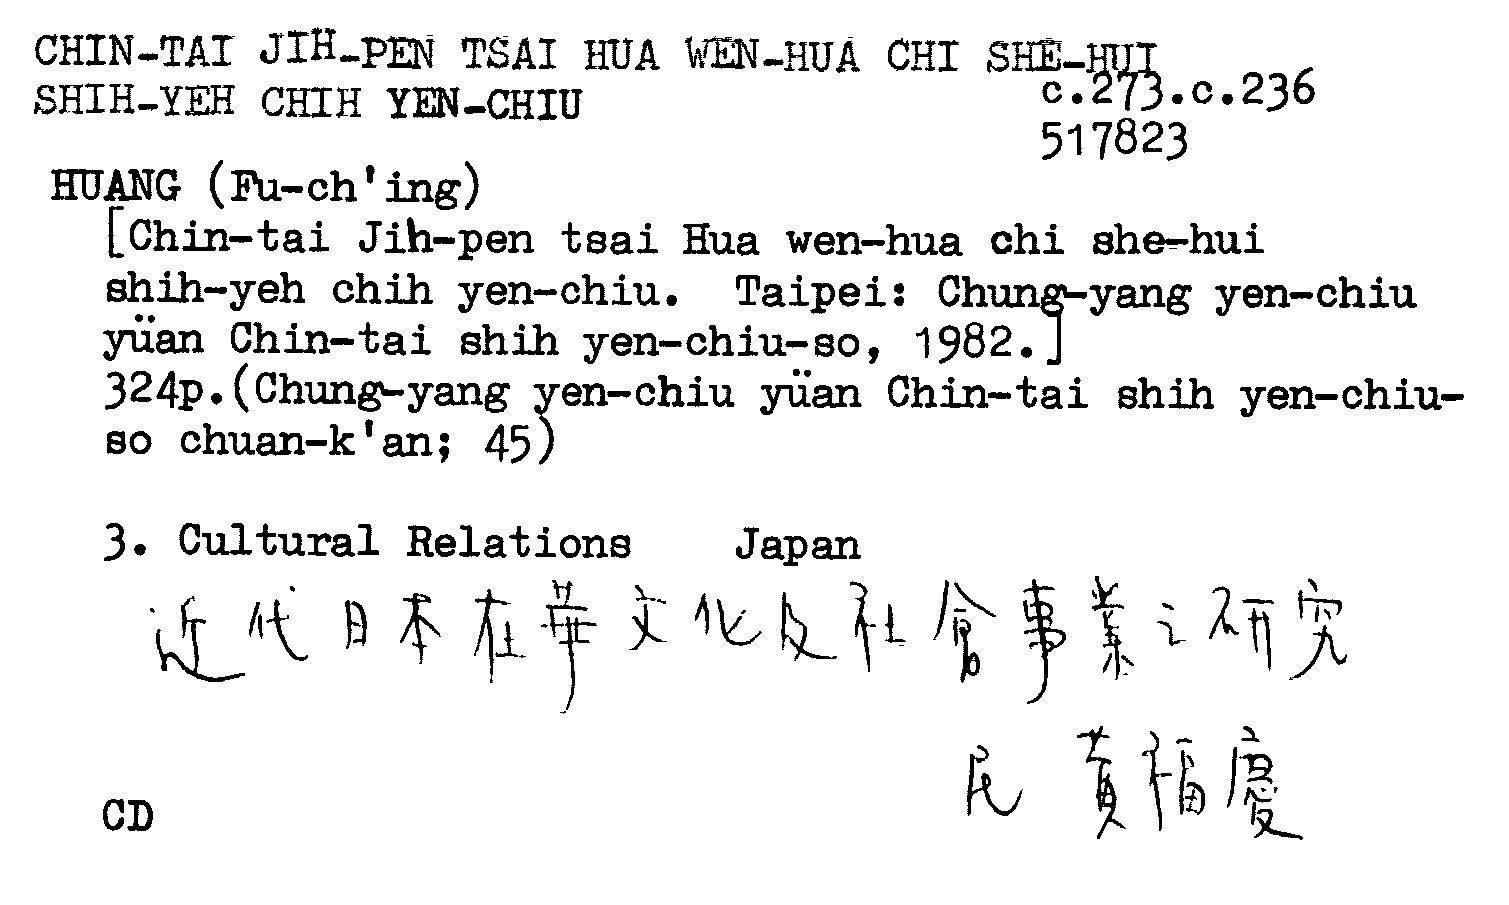 CHIN-TAI JIH-PEN TSAI HUA WEN-HUA CHI SHE-HUI
SHIH-YEH CHIH YEN-CHIU
c.273.c.236
517823
HUANG (Fu-ch'ing)
[Chin-tai Jih-pen tsai Hua wen-hua chi she-hui
shih-yeh chih yen-chiu. Taipei: Chung-yang yen-chiu
yüan Chin-tai shih yen-chiu-so, 1982.]
324p.(Chung-yang yen-chiu yüan Chin-tai shih yen-chiu-
so chuan-k'an; 45)
3. Cultural Relations Japan
近代日本在華文化及社會事業之研究
民 黃福慶
CD